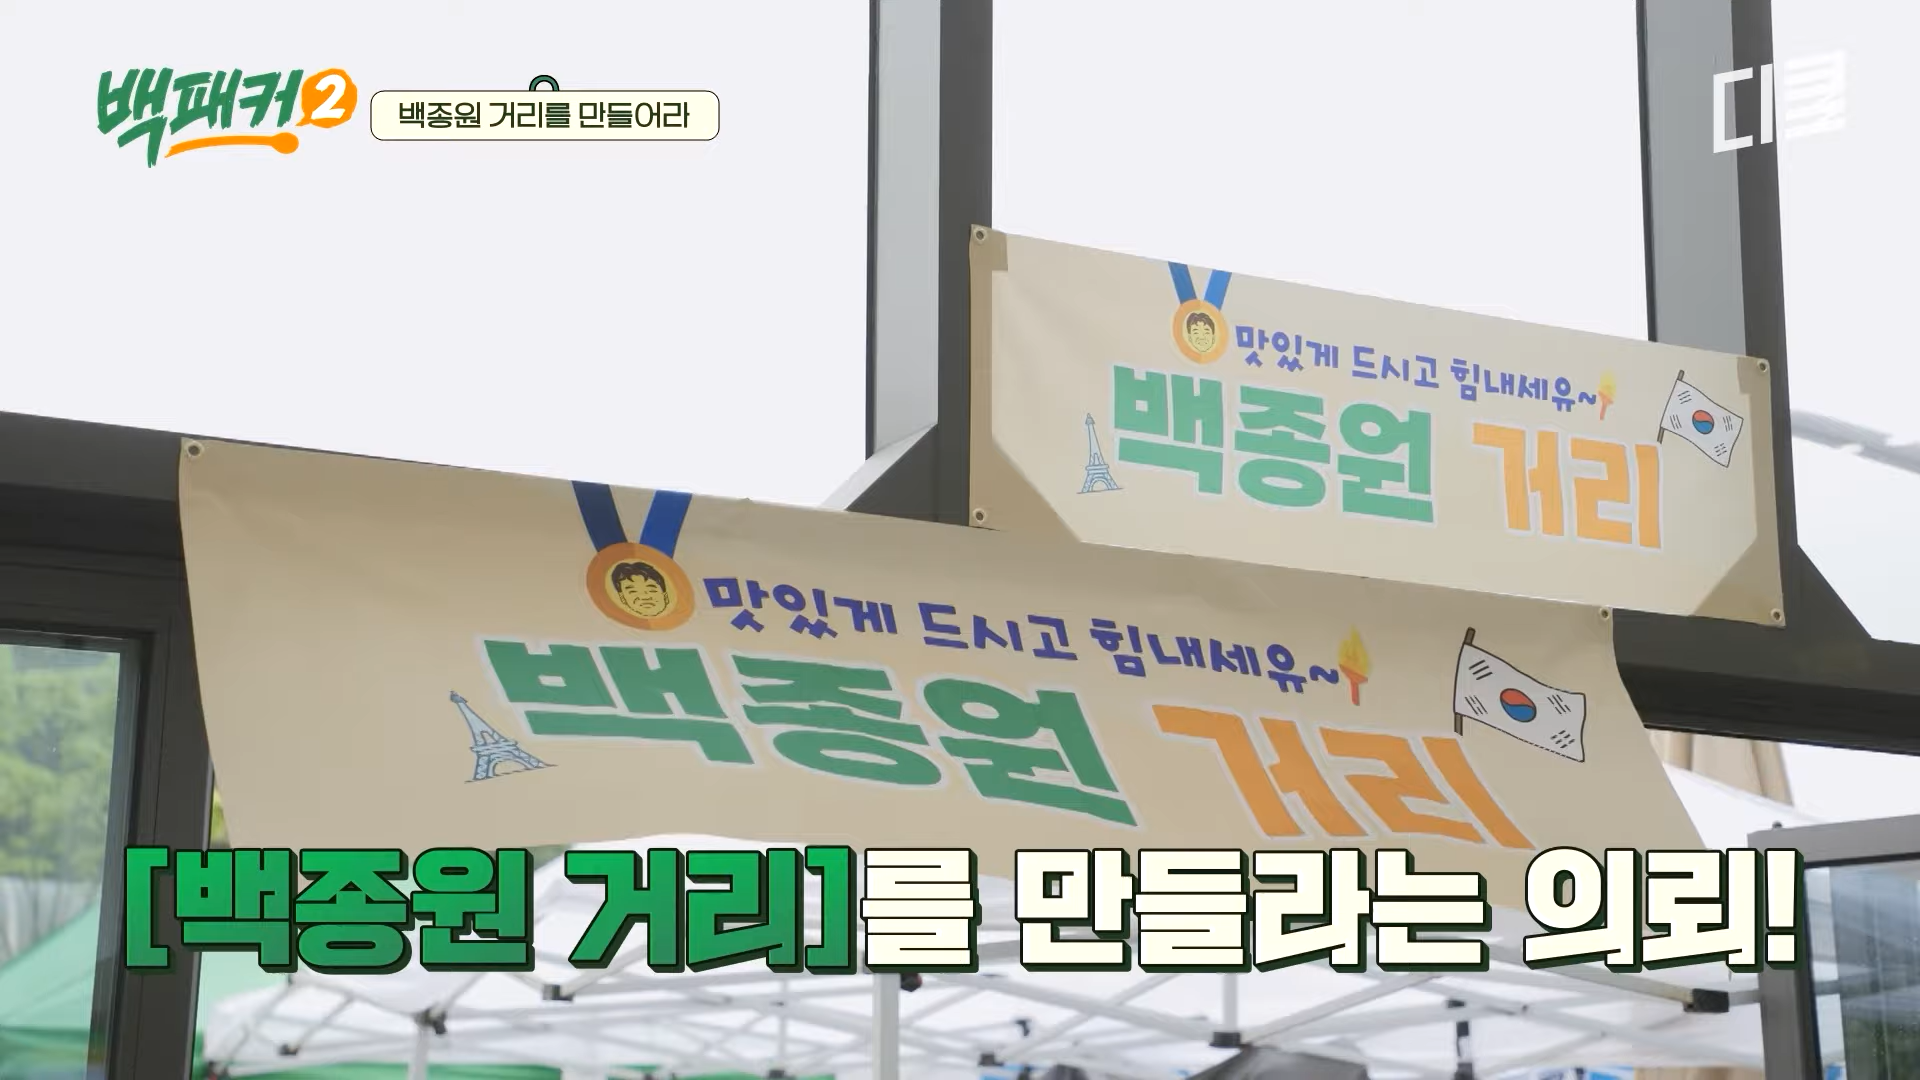 백패커2
백종원 거리를 만들어라
디글
맛있게 드시고 힘내세유~
백종원 거리
맛있게 드시고 힘내세유~
백종원 거리
[백종원 거리]를 만들라는 의뢰!